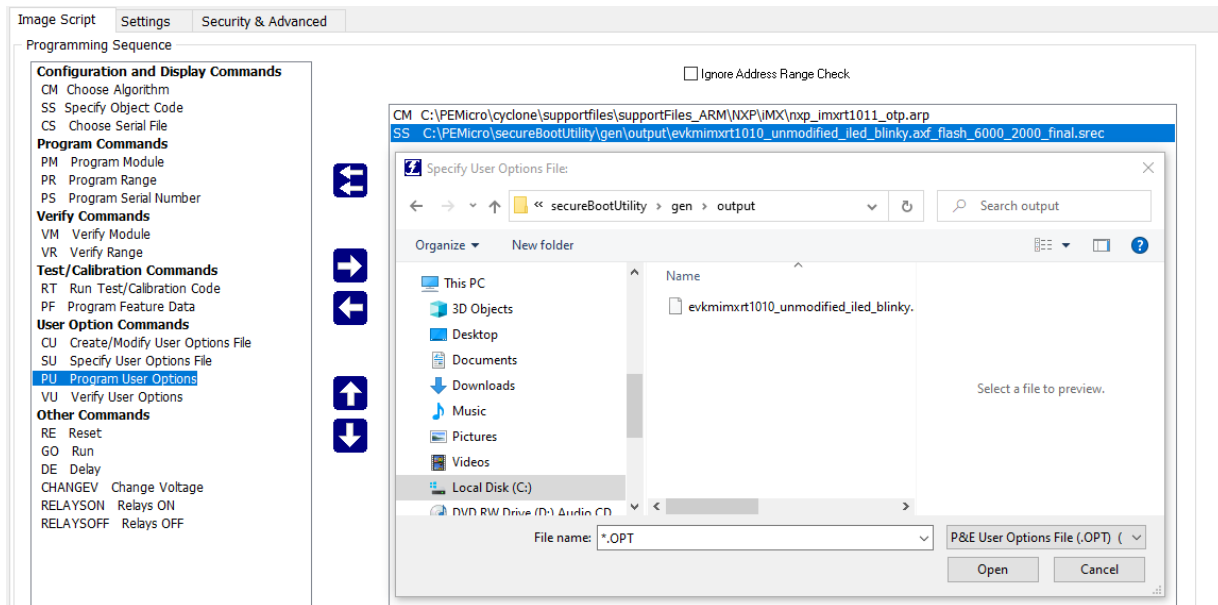 Image Script Settings Security & Advanced
Programming Sequence
Configuration and Display Commands
CM Choose Algorithm
SS Specify Object Code
CS Choose Serial File
Program Commands
PM Program Module
PR Program Range
PS Program Serial Number
Verify Commands
VM Verify Module
VR Verify Range
Test/Calibration Commands
RT Run Test/Calibration Code
PF Program Feature Data
User Option Commands
CU Create/Modify User Options File
SU Specify User Options File
PU Program User Options
VU Verify User Options
Other Commands
RE Reset
GO Run
DE Delay
CHANGEV Change Voltage
RELAYSON Relays ON
RELAYSOFF Relays OFF
Ignore Address Range Check
CM C:\PEMicro\cyclone\supportfiles\supportFiles_ARM\NXP\iMX\nxp_imxrt1011_otp.arp
SS C:\PEMicro\secureBootUtility\gen\output\evkmimxrt1010_unmodified_iled_blinky.axf_flash_6000_2000_final.srec
Specify User Options File:
« secureBootUtility › gen › output
Search output
Organize New folder
This PC
3D Objects
Desktop
Documents
Downloads
Music
Pictures
Videos
Local Disk (C:)
DVD RW Drive (D:) Audio CD
Name
evkmimxrt1010_unmodified_iled_blinky.
Select a file to preview.
File name: *.OPT
P&E User Options File (.OPT) (
Open Cancel